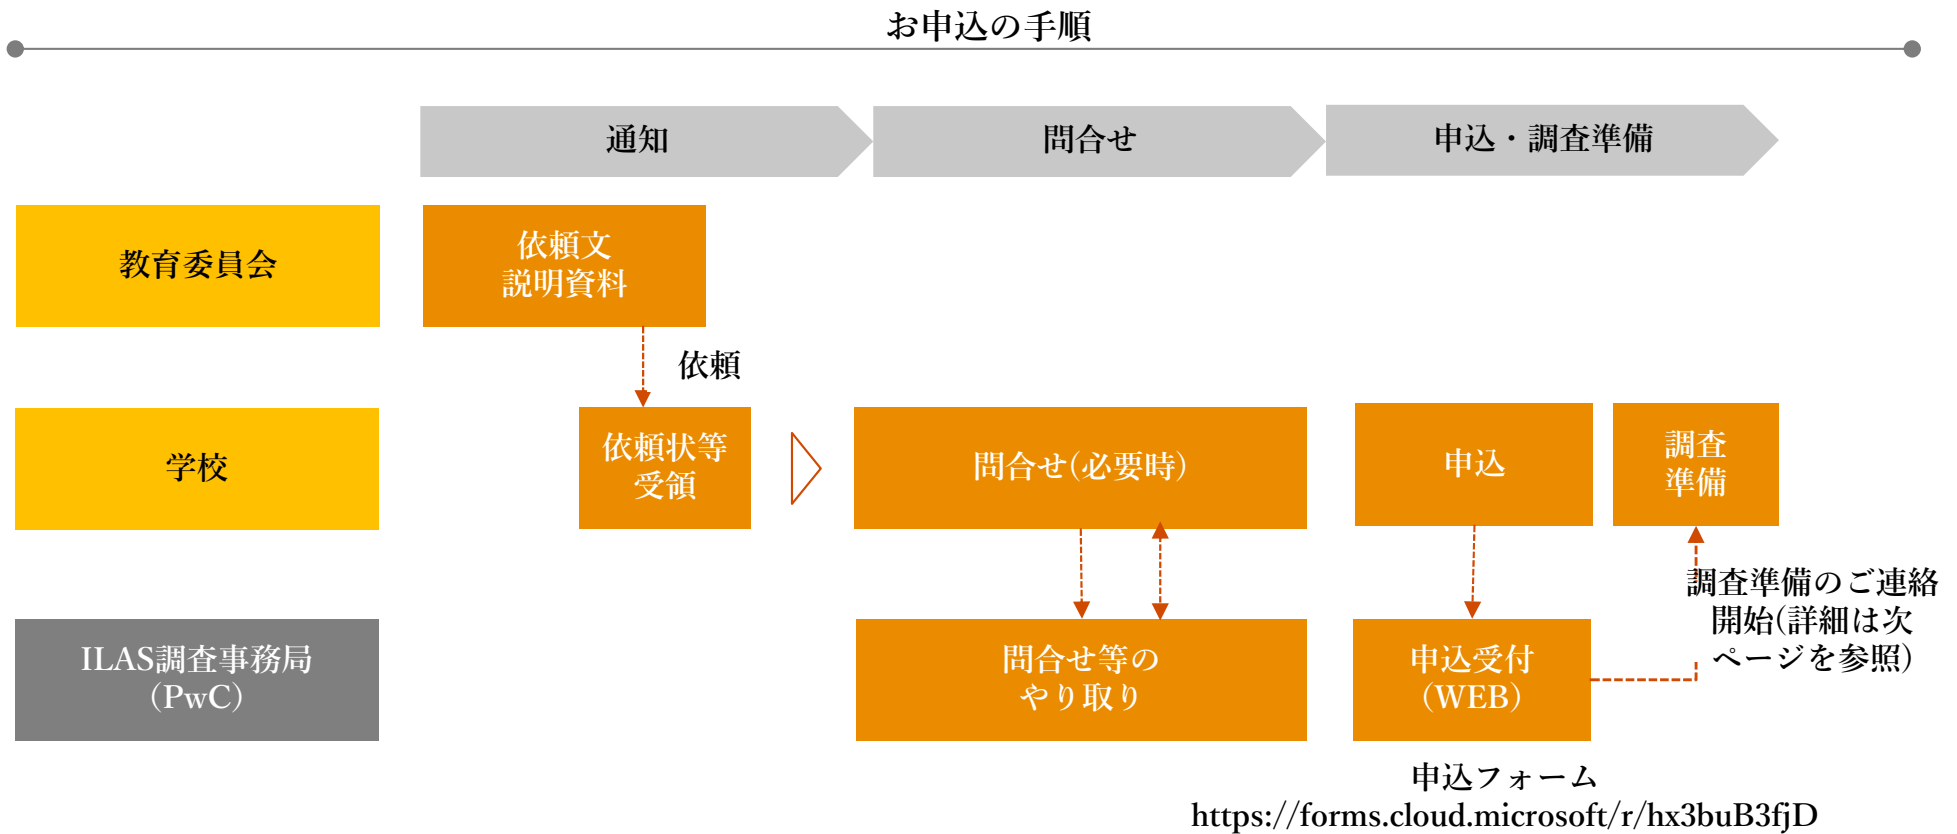 お申込の手順
通知
問合せ
申込・調査準備
教育委員会
依頼文
説明資料
依頼
学校
依頼状等
受領
問合せ(必要時)
申込
調査
準備
調査準備のご連絡
開始(詳細は次
ページを参照)
ILAS調査事務局
(PwC)
問合せ等の
やり取り
申込受付
(WEB)
申込フォーム
https://forms.cloud.microsoft/r/hx3buB3fjD